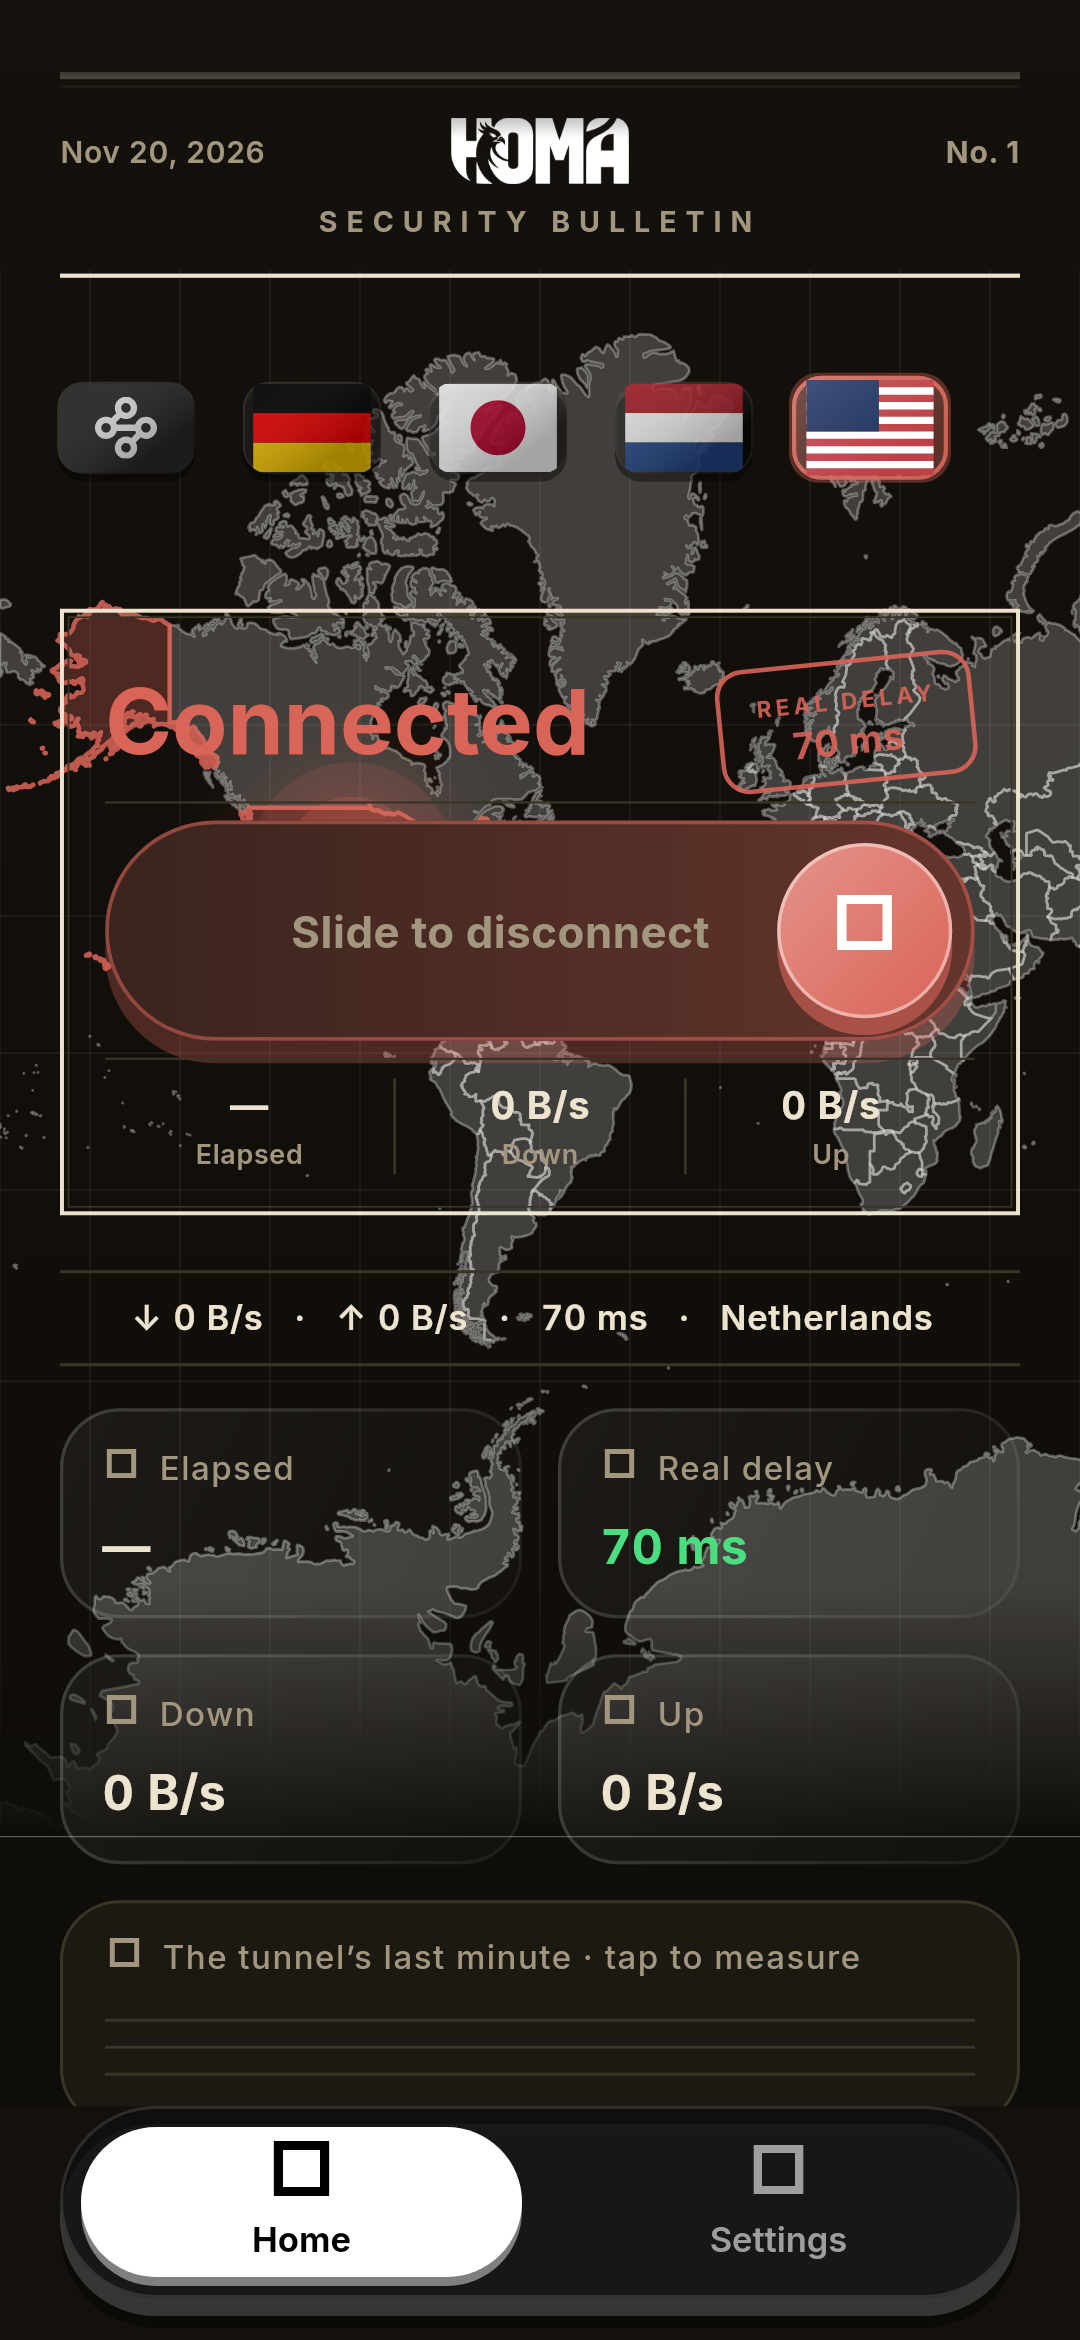 Nov 20, 2026
HOMA
No. 1
SECURITY BULLETIN
Connected
REAL DELAY
70 ms
Slide to disconnect
—
0 B/s
0 B/s
Elapsed
Down
Up
↓ 0 B/s · ↑ 0 B/s · 70 ms · Netherlands
Elapsed
—
Real delay
70 ms
Down
0 B/s
Up
0 B/s
The tunnel’s last minute · tap to measure
Home
Settings